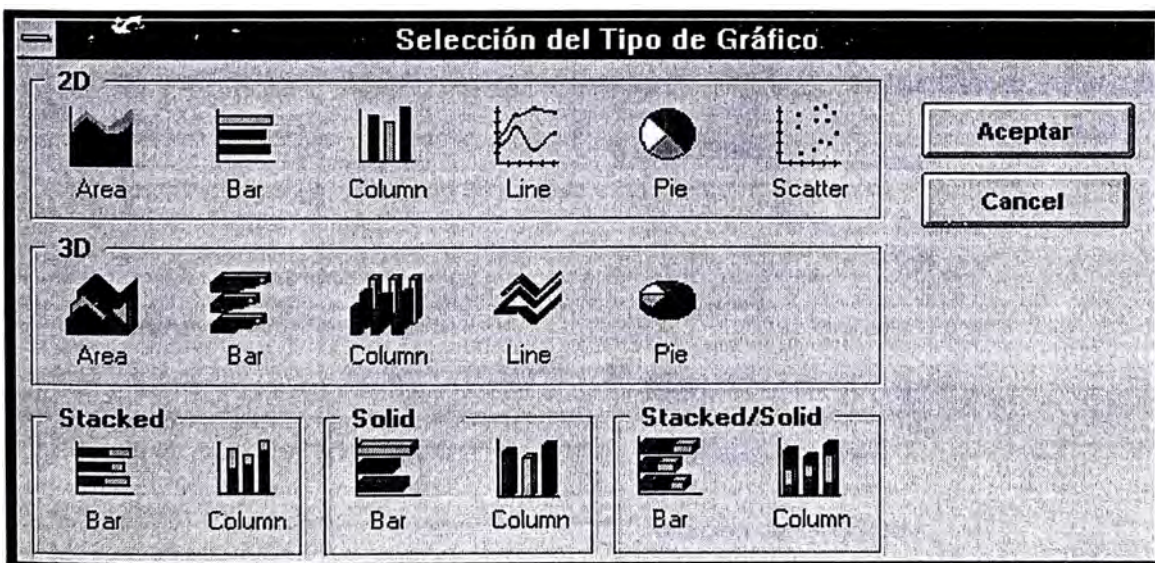 Selección del Tipo de Gráfico
2D
Area Bar Column Line Pie Scatter
Aceptar
Cancel
3D
Area Bar Column Line Pie
Stacked Solid Stacked/Solid
Bar Column Bar Column Bar Column